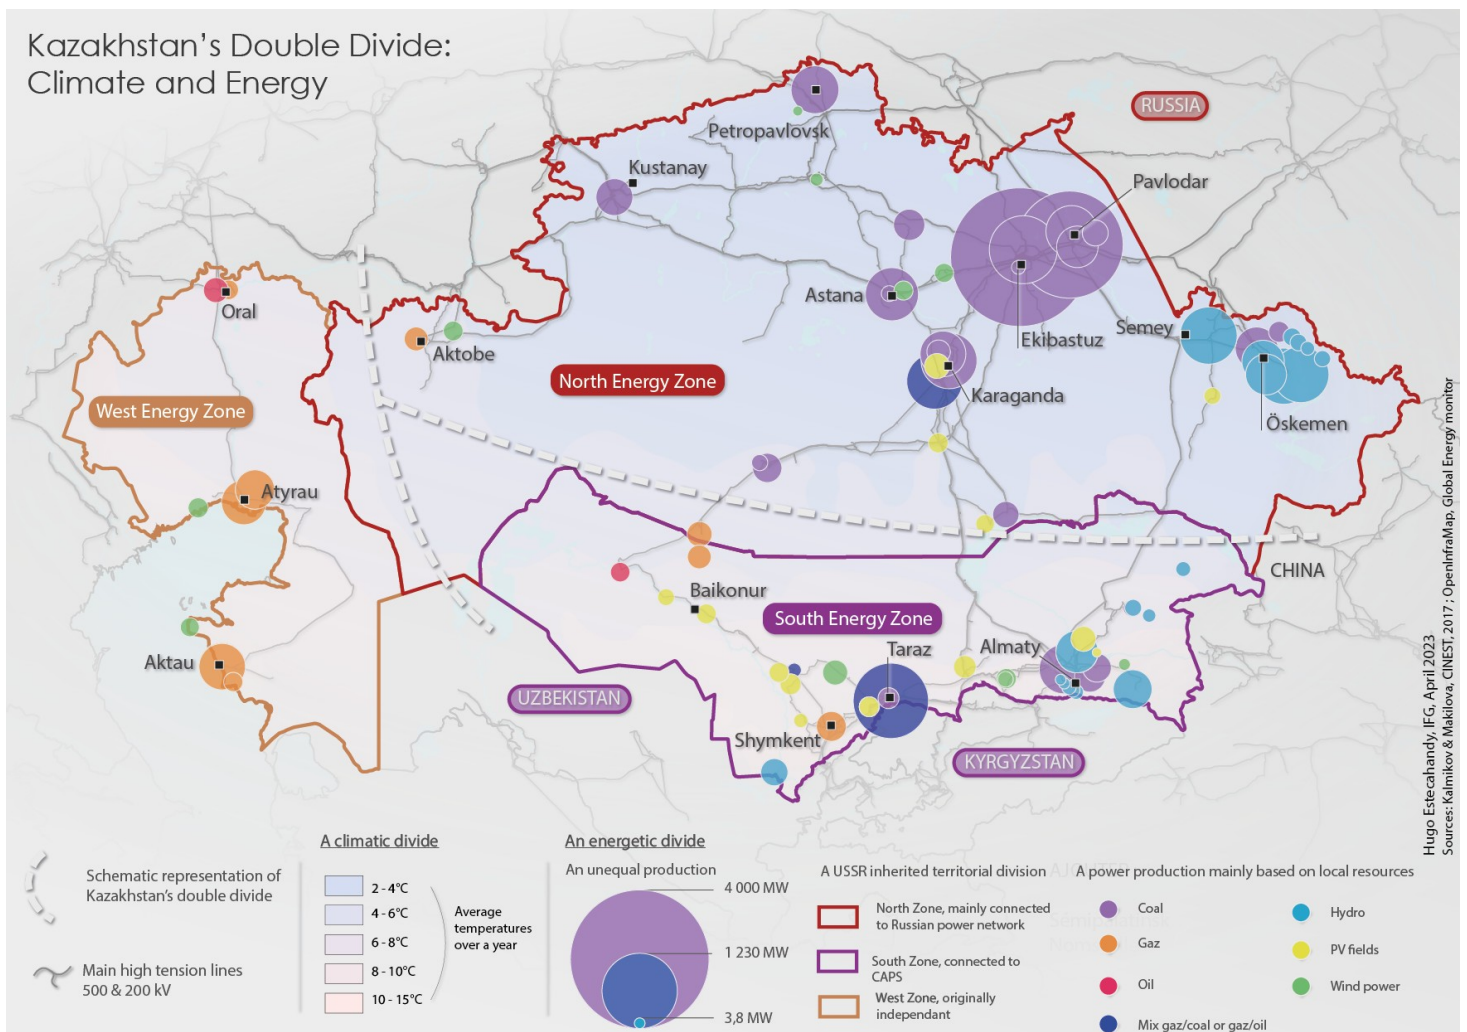 Kazakhstan's Double Divide:
Climate and Energy
RUSSIA
Petropavlovsk
Kustanay
Pavlodar
Astana
Ekibastuz
Semey
Oral
Aktobe
North Energy Zone
Karaganda
Öskemen
West Energy Zone
Atyrau
CHINA
Baikonur
South Energy Zone
Taraz
Almaty
Aktau
UZBEKISTAN
Shymkent
KYRGYZSTAN
Hugo Estecahandy, IFG, April 2023
Sources: Kalmikov & Makilova, CINEST, 2017 ; OpenInfraMap, Global Energy monitor
Schematic representation of
Kazakhstan's double divide
Main high tension lines
500 & 200 kV
A climatic divide
2 - 4°C
4 - 6°C
6 - 8°C
8 - 10°C
10 - 15°C
Average
temperatures
over a year
An energetic divide
An unequal production
4 000 MW
1 230 MW
3,8 MW
A USSR inherited territorial division
North Zone, mainly connected
to Russian power network
South Zone, connected to
CAPS
West Zone, originally
independant
A power production mainly based on local resources
Coal
Gaz
Oil
Mix gaz/coal or gaz/oil
Hydro
PV fields
Wind power